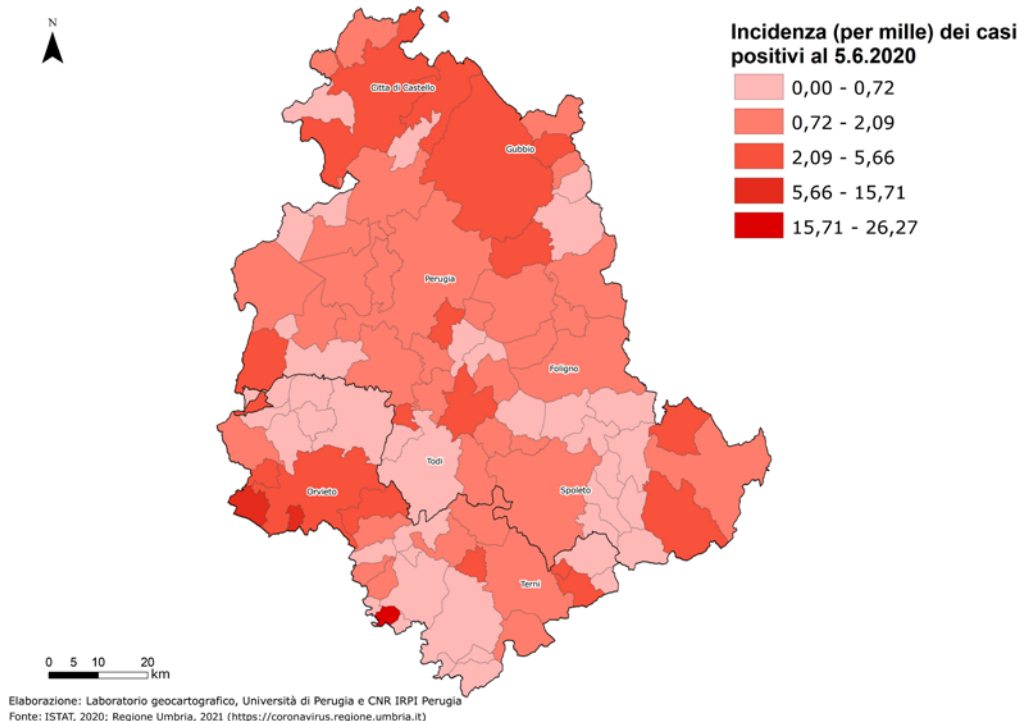 N
Incidenza (per mille) dei casi
positivi al 5.6.2020
0,00 - 0,72
0,72 - 2,09
2,09 - 5,66
5,66 - 15,71
15,71 - 26,27
Citta di Castello
Gubbio
Perugia
Foligno
Todi
Spoleto
Orvieto
Terni
0 5 10 20
km
Elaborazione: Laboratorio geocartografico, Università di Perugia e CNR IRPI Perugia
Fonte: ISTAT, 2020; Regione Umbria, 2021 (https://coronavirus.regione.umbria.it)